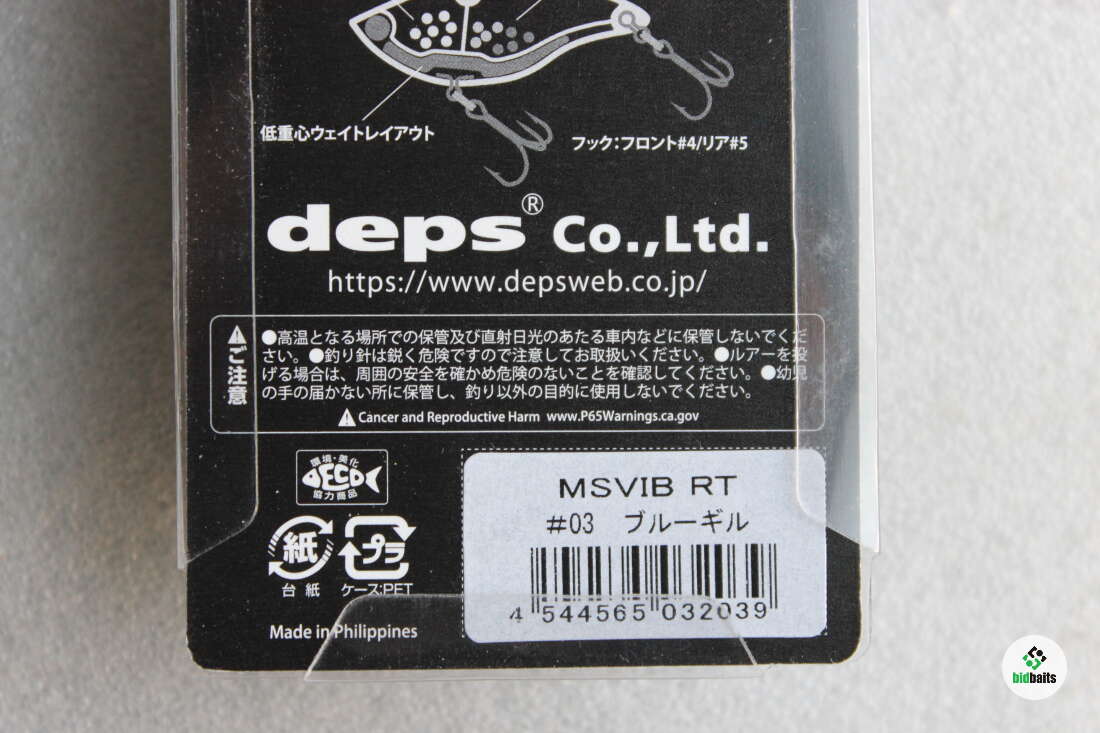 低重心ウェイトレイアウト
フック:フロント#4/リア#5
deps® Co.,Ltd.
https://www.depsweb.co.jp/
ご注意
●高温となる場所での保管及び直射日光のあたる車内などに保管しないでくだ
さい。●釣り針は鋭く危険ですので注意してお取扱いください。●ルアーを投
げる場合は、周囲の安全を確かめ危険のないことを確認してください。●幼児
の手の届かない所に保管し、釣り以外の目的に使用しないでください。
Cancer and Reproductive Harm www.P65Warnings.ca.gov
環境・美化
DECO
協力商品
紙
プラ
台紙
ケース:PET
Made in Philippines
MSVIB RT
#03 ブルーギル
4 544565 032039
bidbaits